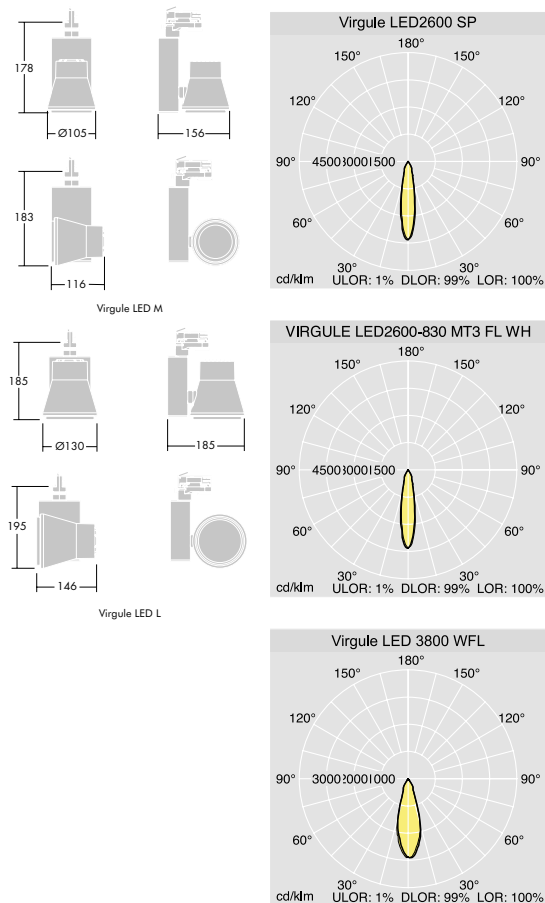 178
Ø105
156
183
116
Virgule LED M
185
Ø130
185
195
146
Virgule LED L
Virgule LED2600 SP
180°
150° 150°
120° 120°
90° 4500 3000 1500 90°
60° 60°
30° 30°
cd/klm ULOR: 1% DLOR: 99% LOR: 100%
VIRGULE LED2600-830 MT3 FL WH
180°
150° 150°
120° 120°
90° 4500 3000 1500 90°
60° 60°
30° 30°
cd/klm ULOR: 1% DLOR: 99% LOR: 100%
Virgule LED 3800 WFL
180°
150° 150°
120° 120°
90° 3000 2000 1000 90°
60° 60°
30° 30°
cd/klm ULOR: 1% DLOR: 99% LOR: 100%